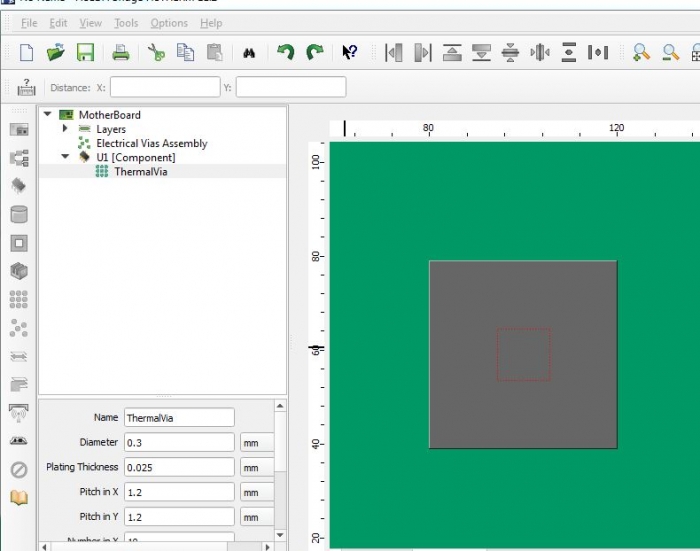 File Edit View Tools Thermal Help
Distance: X: Y:
MotherBoard
Layers
Electrical Vias Assembly
U1 [Component]
ThermalVia
80 120
100
80
60
40
20
Name ThermalVia
Diameter 0.3 mm
Plating Thickness 0.025 mm
Pitch in X 1.2 mm
Pitch in Y 1.2 mm
Number in X 10